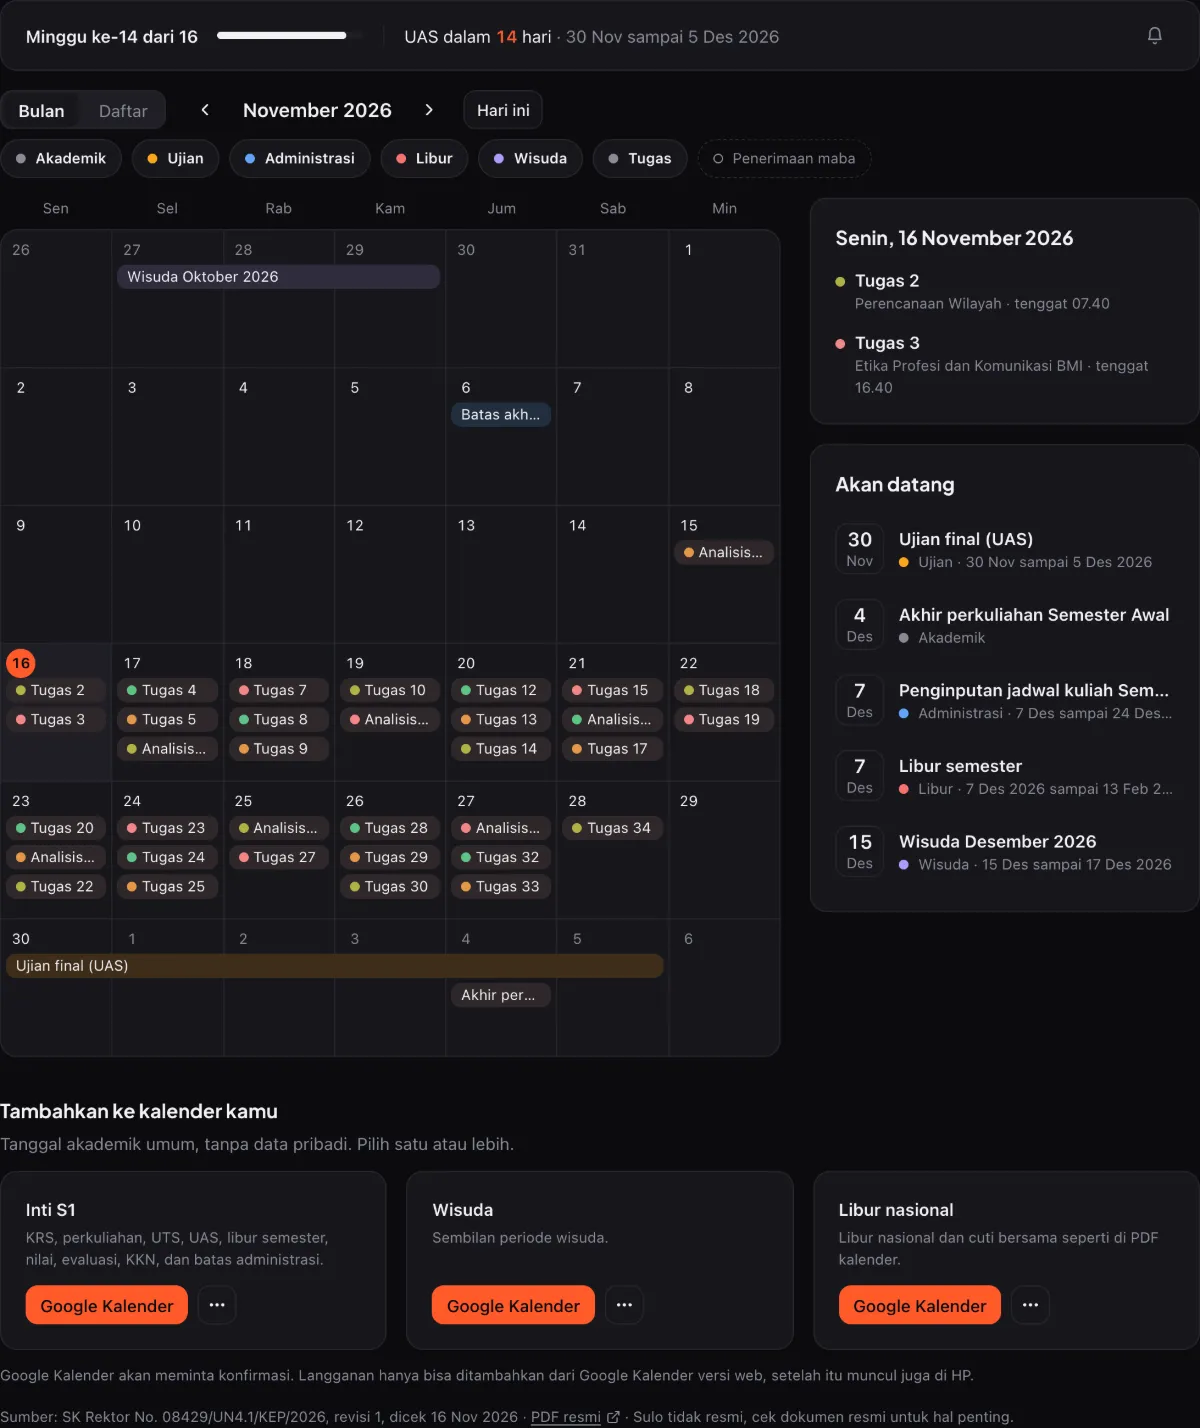 Minggu ke-14 dari 16
UAS dalam 14 hari · 30 Nov sampai 5 Des 2026
Bulan
Daftar
November 2026
Hari ini
Akademik
Ujian
Administrasi
Libur
Wisuda
Tugas
Penerimaan maba
Sen Sel Rab Kam Jum Sab Min
26 27 28 29 30 31 1
Wisuda Oktober 2026
2 3 4 5 6 7 8
Batas akh...
9 10 11 12 13 14 15
Analisis...
16 17 18 19 20 21 22
Tugas 2 Tugas 4 Tugas 7 Tugas 10 Tugas 12 Tugas 15 Tugas 18
Tugas 3 Tugas 5 Tugas 8 Analisis... Tugas 13 Analisis... Tugas 19
Analisis... Tugas 9 Tugas 14 Tugas 17
23 24 25 26 27 28 29
Tugas 20 Tugas 23 Analisis... Tugas 28 Analisis... Tugas 34
Analisis... Tugas 24 Tugas 27 Tugas 29 Tugas 32
Tugas 22 Tugas 25 Tugas 30 Tugas 33
30 1 2 3 4 5 6
Ujian final (UAS)
Akhir per...
Senin, 16 November 2026
Tugas 2
Perencanaan Wilayah · tenggat 07.40
Tugas 3
Etika Profesi dan Komunikasi BMI · tenggat
16.40
Akan datang
30 Nov
Ujian final (UAS)
Ujian · 30 Nov sampai 5 Des 2026
4 Des
Akhir perkuliahan Semester Awal
Akademik
7 Des
Penginputan jadwal kuliah Sem...
Administrasi · 7 Des sampai 24 Des...
7 Des
Libur semester
Libur · 7 Des 2026 sampai 13 Feb 2...
15 Des
Wisuda Desember 2026
Wisuda · 15 Des sampai 17 Des 2026
Tambahkan ke kalender kamu
Tanggal akademik umum, tanpa data pribadi. Pilih satu atau lebih.
Inti S1
KRS, perkuliahan, UTS, UAS, libur semester,
nilai, evaluasi, KKN, dan batas administrasi.
Google Kalender
Wisuda
Sembilan periode wisuda.
Google Kalender
Libur nasional
Libur nasional dan cuti bersama seperti di PDF
kalender.
Google Kalender
Google Kalender akan meminta konfirmasi. Langganan hanya bisa ditambahkan dari Google Kalender versi web, setelah itu muncul juga di HP.
Sumber: SK Rektor No. 08429/UN4.1/KEP/2026, revisi 1, dicek 16 Nov 2026 · PDF resmi · Sulo tidak resmi, cek dokumen resmi untuk hal penting.